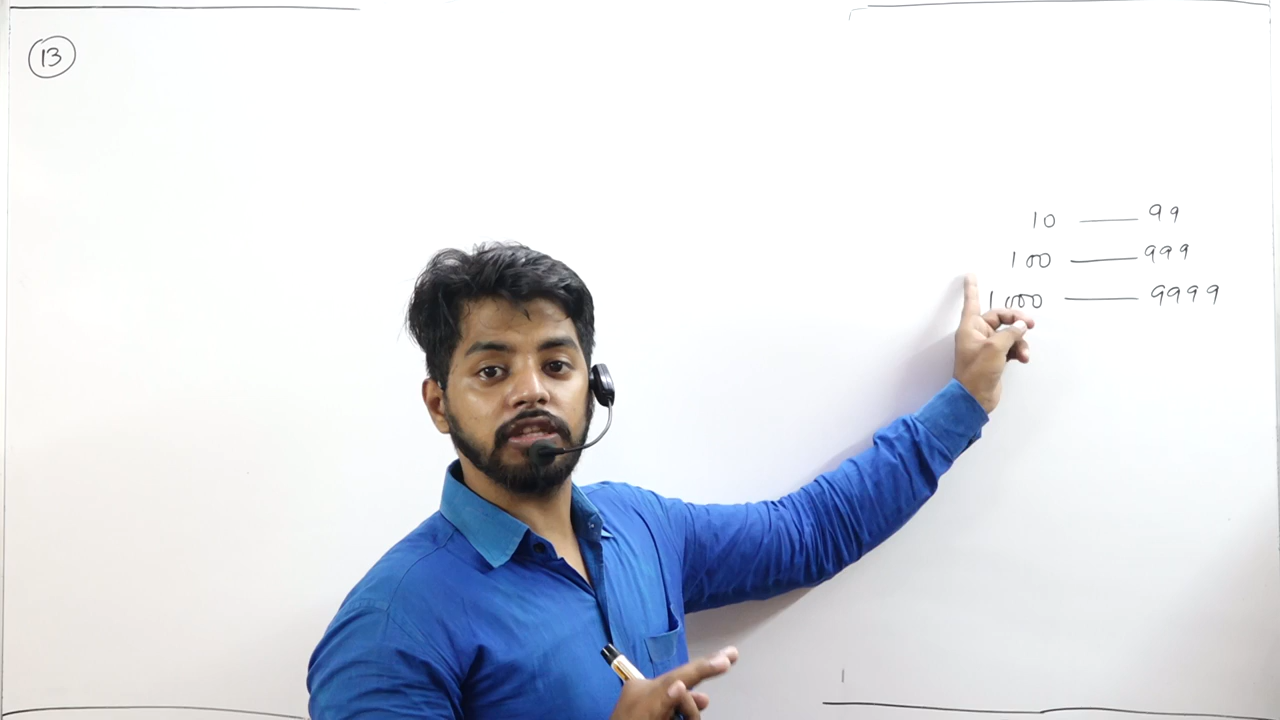 13
10 —— 99
100 —— 999
1000 —— 9999